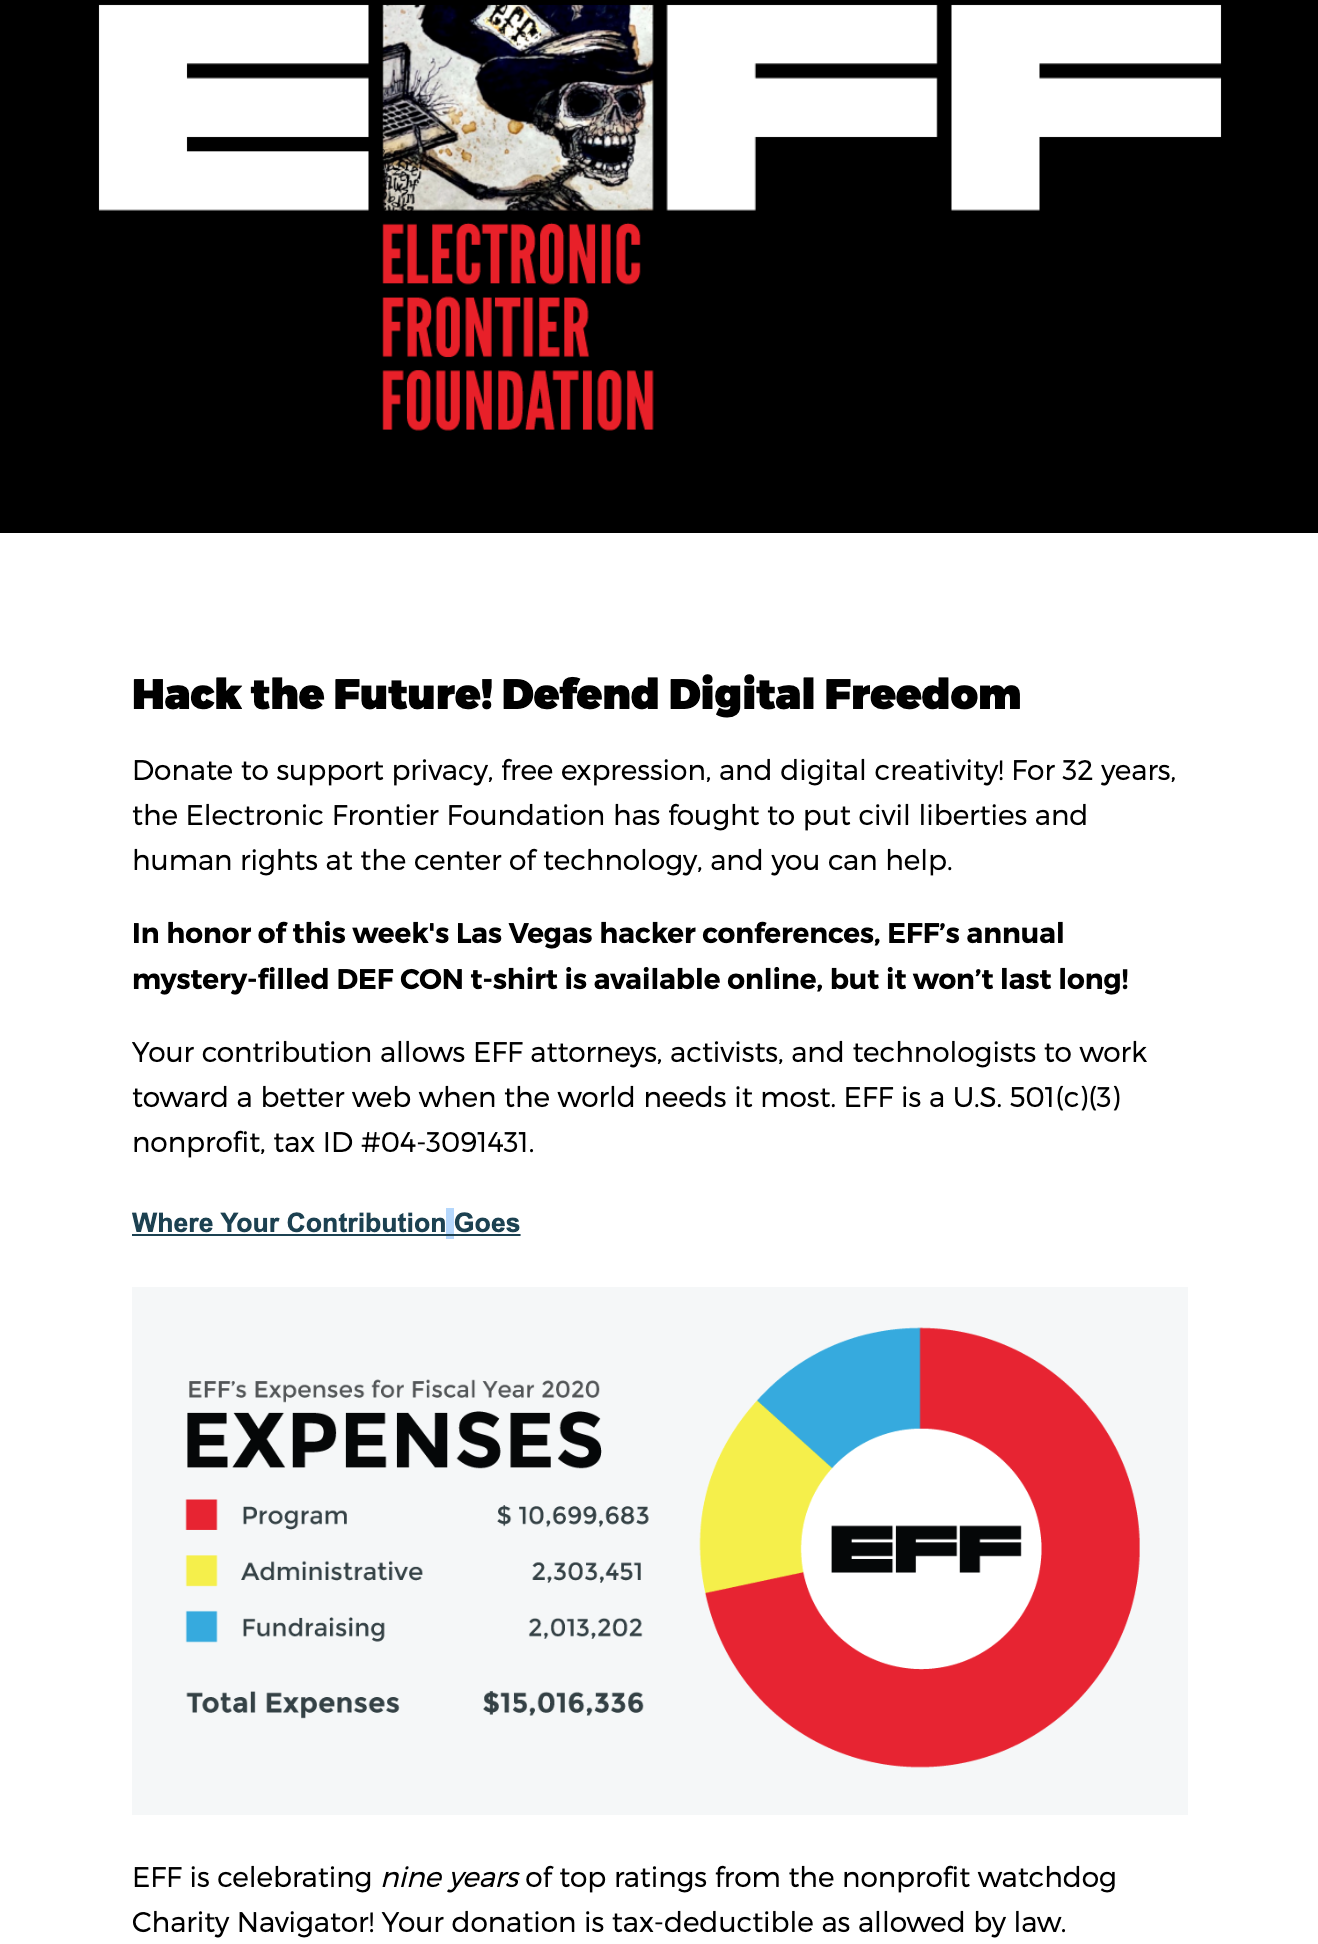 EFF
EFF
ELECTRONIC
FRONTIER
FOUNDATION
Hack the Future! Defend Digital Freedom
Donate to support privacy, free expression, and digital creativity! For 32 years,
the Electronic Frontier Foundation has fought to put civil liberties and
human rights at the center of technology, and you can help.
In honor of this week's Las Vegas hacker conferences, EFF’s annual
mystery-filled DEF CON t-shirt is available online, but it won’t last long!
Your contribution allows EFF attorneys, activists, and technologists to work
toward a better web when the world needs it most. EFF is a U.S. 501(c)(3)
nonprofit, tax ID #04-3091431.
Where Your Contribution Goes
EFF’s Expenses for Fiscal Year 2020
EXPENSES
Program $ 10,699,683
Administrative 2,303,451
Fundraising 2,013,202
Total Expenses $15,016,336
EFF
EFF is celebrating nine years of top ratings from the nonprofit watchdog
Charity Navigator! Your donation is tax-deductible as allowed by law.